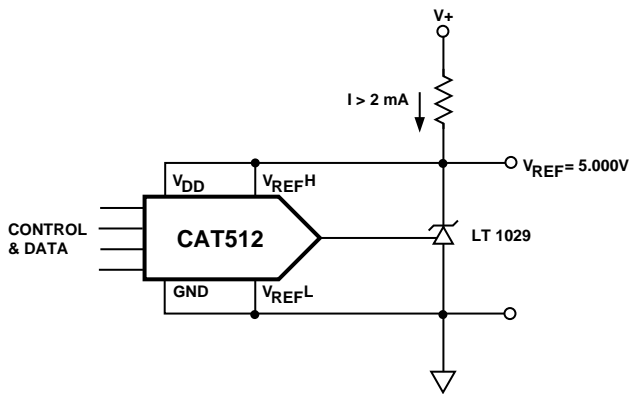 V+
I > 2 mA
VREF = 5.000V
VDD
VREFH
CONTROL
& DATA
CAT512
LT 1029
GND
VREFL